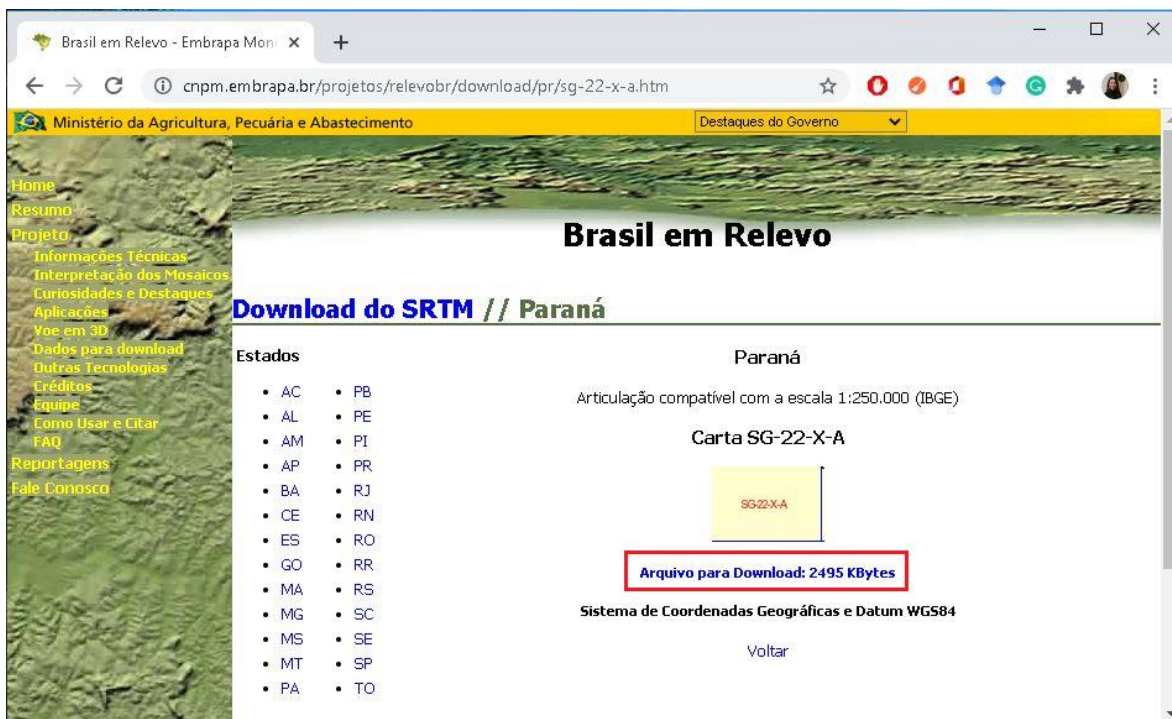 Brasil em Relevo - Embrapa Moni
cnpm.embrapa.br/projetos/relevobr/download/pr/sg-22-x-a.htm
Ministério da Agricultura, Pecuária e Abastecimento
Destaques do Governo
Home
Resumo
Projeto
Informações Técnicas
Interpretação dos Mosaicos
Curiosidades e Destaques
Aplicações
Voe em 3D
Dados para download
Outras Tecnologias
Créditos
Equipe
Como Usar e Citar
FAQ
Reportagens
Fale Conosco
Brasil em Relevo
Download do SRTM // Paraná
Estados
AC
AL
AM
AP
BA
CE
ES
GO
MA
MG
MS
MT
PA
PB
PE
PI
PR
RJ
RN
RO
RR
RS
SC
SE
SP
TO
Paraná
Articulação compatível com a escala 1:250.000 (IBGE)
Carta SG-22-X-A
SG-22-X-A
Arquivo para Download: 2495 KBytes
Sistema de Coordenadas Geográficas e Datum WGS84
Voltar